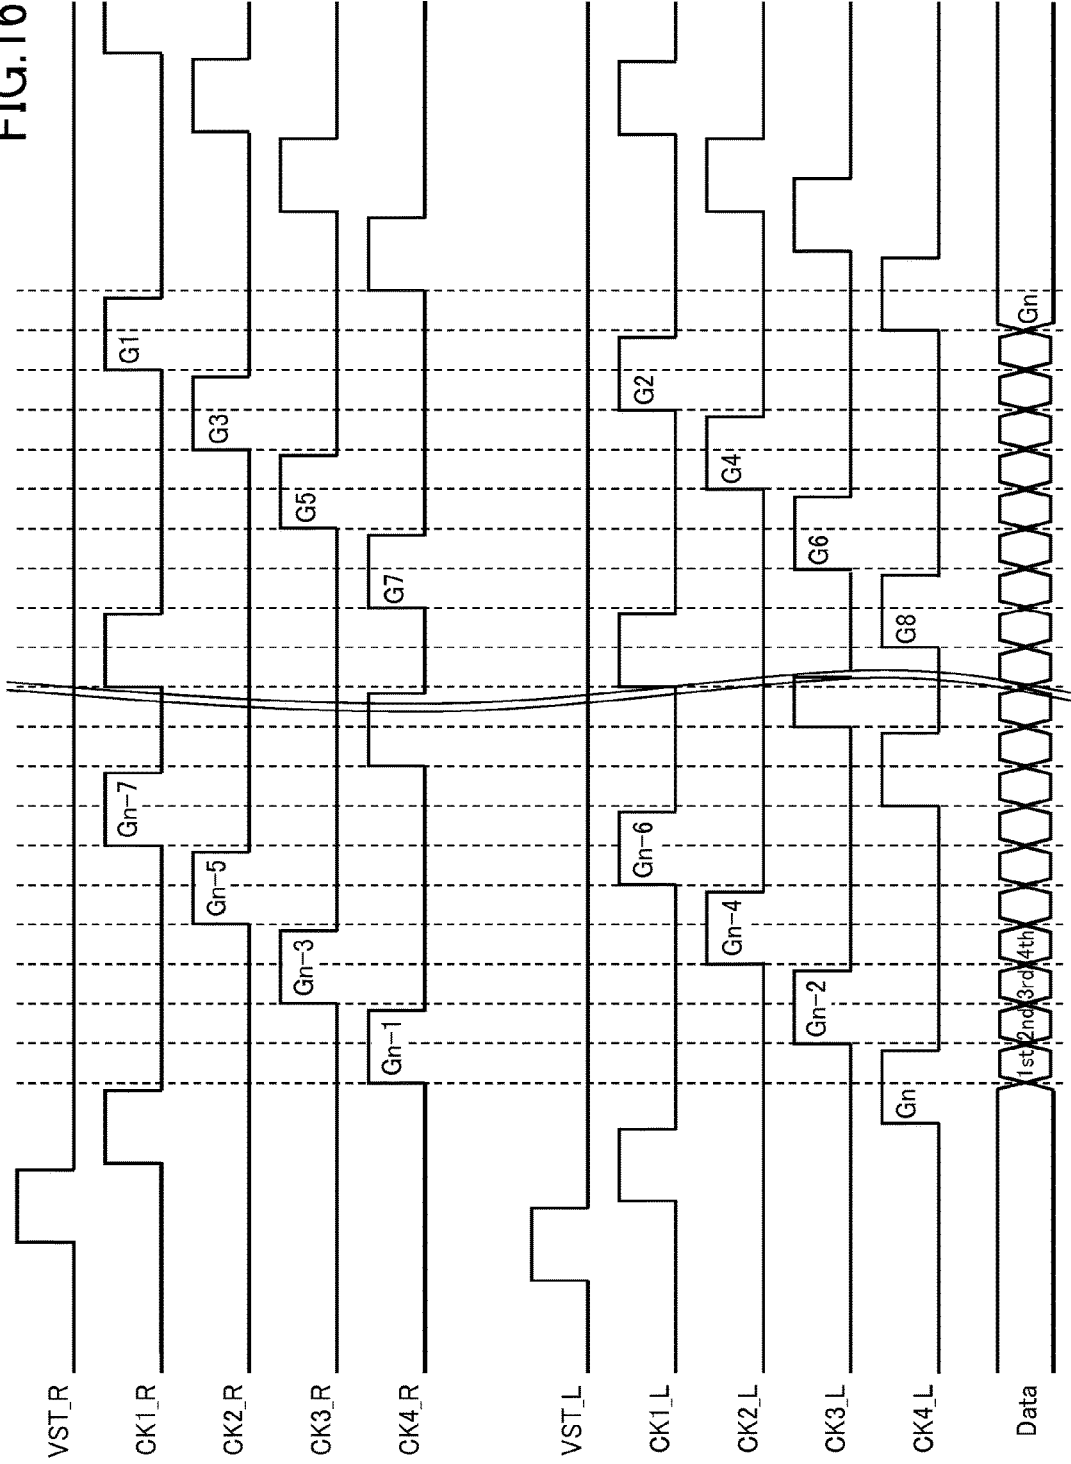 FIG.16
VST_R
CK1_R
Gn-7
G1
CK2_R
Gn-5
G3
CK3_R
Gn-3
G5
CK4_R
Gn-1
G7
VST_L
CK1_L
Gn-6
G2
CK2_L
Gn-4
G4
CK3_L
Gn-2
G6
CK4_L
Gn
G8
Data
1st
2nd
3rd
4th
Gn